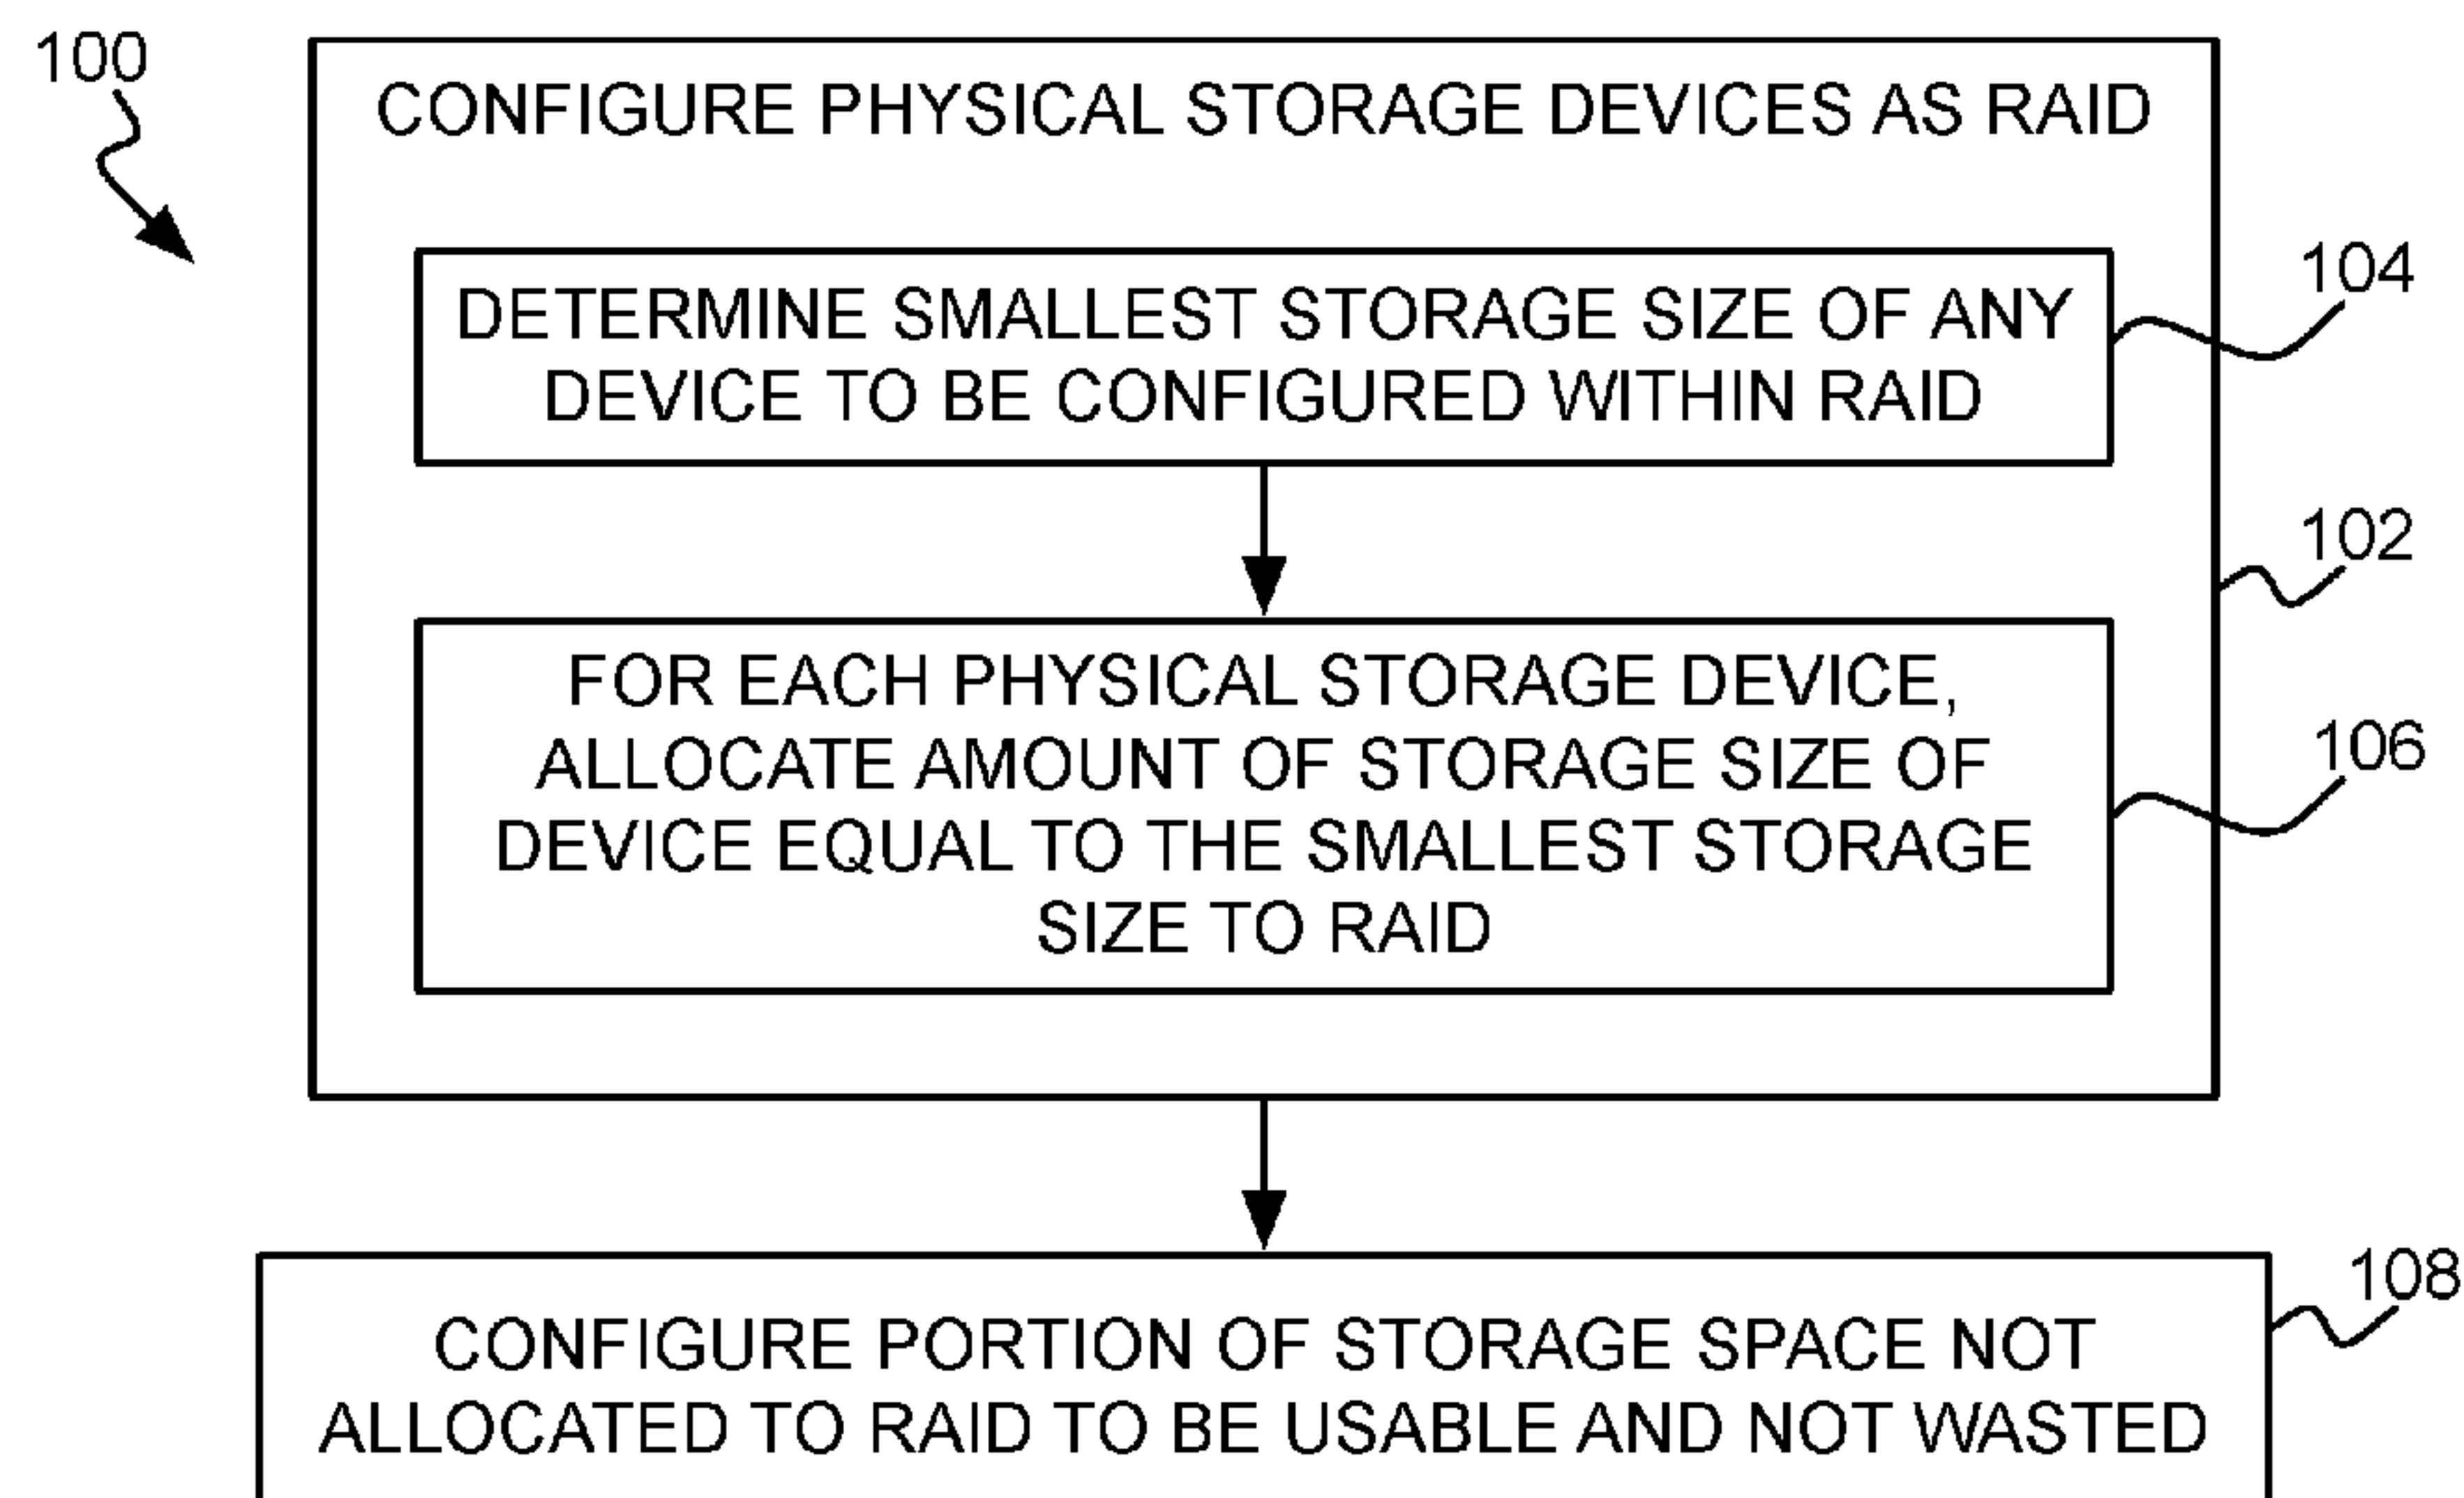 100
CONFIGURE PHYSICAL STORAGE DEVICES AS RAID
104
DETERMINE SMALLEST STORAGE SIZE OF ANY
DEVICE TO BE CONFIGURED WITHIN RAID
102
FOR EACH PHYSICAL STORAGE DEVICE,
ALLOCATE AMOUNT OF STORAGE SIZE OF
DEVICE EQUAL TO THE SMALLEST STORAGE
SIZE TO RAID
106
108
CONFIGURE PORTION OF STORAGE SPACE NOT
ALLOCATED TO RAID TO BE USABLE AND NOT WASTED